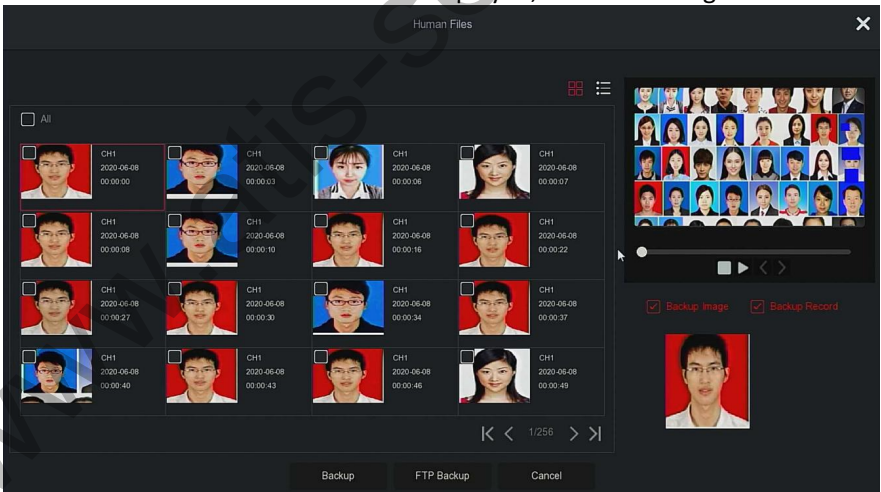 Human Files
All
CH1
2020-06-08
00:00:00
CH1
2020-06-08
00:00:03
CH1
2020-06-08
00:00:06
CH1
2020-06-08
00:00:07
CH1
2020-06-08
00:00:08
CH1
2020-06-08
00:00:10
CH1
2020-06-08
00:00:16
CH1
2020-06-08
00:00:22
CH1
2020-06-08
00:00:27
CH1
2020-06-08
00:00:30
CH1
2020-06-08
00:00:34
CH1
2020-06-08
00:00:37
CH1
2020-06-08
00:00:40
CH1
2020-06-08
00:00:43
CH1
2020-06-08
00:00:46
CH1
2020-06-08
00:00:49
Backup Image
Backup Record
1/256
Backup
FTP Backup
Cancel